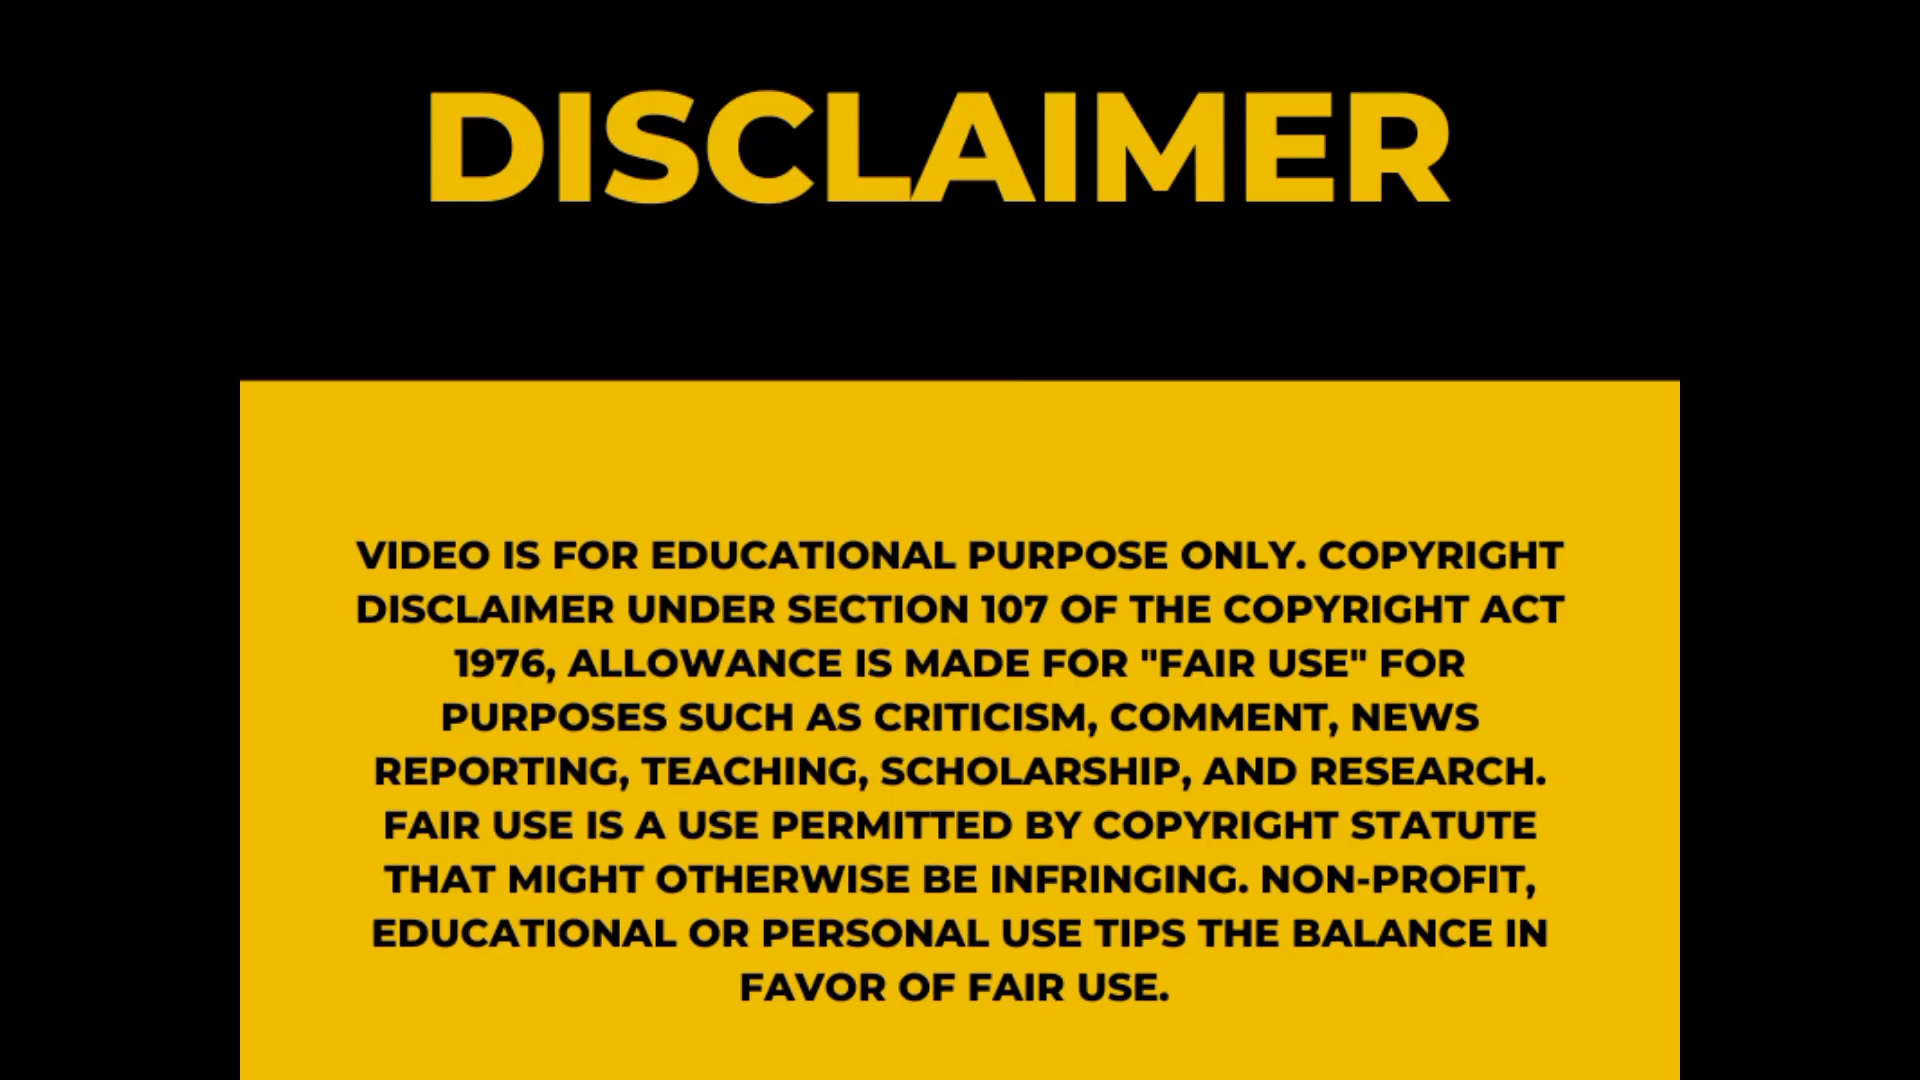 DISCLAIMER
VIDEO IS FOR EDUCATIONAL PURPOSE ONLY. COPYRIGHT
DISCLAIMER UNDER SECTION 107 OF THE COPYRIGHT ACT
1976, ALLOWANCE IS MADE FOR "FAIR USE" FOR
PURPOSES SUCH AS CRITICISM, COMMENT, NEWS
REPORTING, TEACHING, SCHOLARSHIP, AND RESEARCH.
FAIR USE IS A USE PERMITTED BY COPYRIGHT STATUTE
THAT MIGHT OTHERWISE BE INFRINGING. NON-PROFIT,
EDUCATIONAL OR PERSONAL USE TIPS THE BALANCE IN
FAVOR OF FAIR USE.